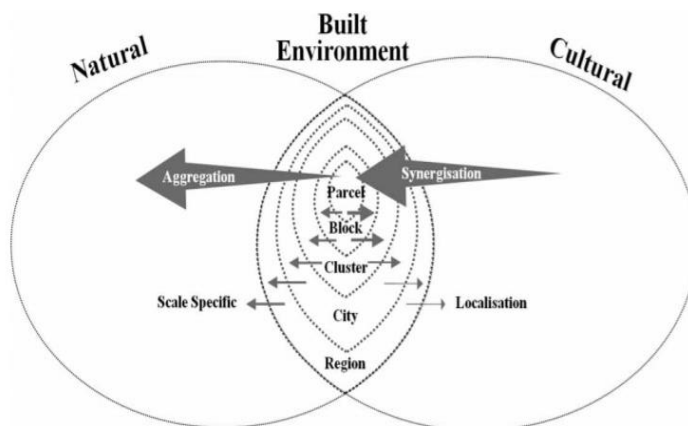 Natural
Built
Environment
Cultural
Aggregation
Synergisation
Parcel
Block
Cluster
Scale Specific
City
Localisation
Region